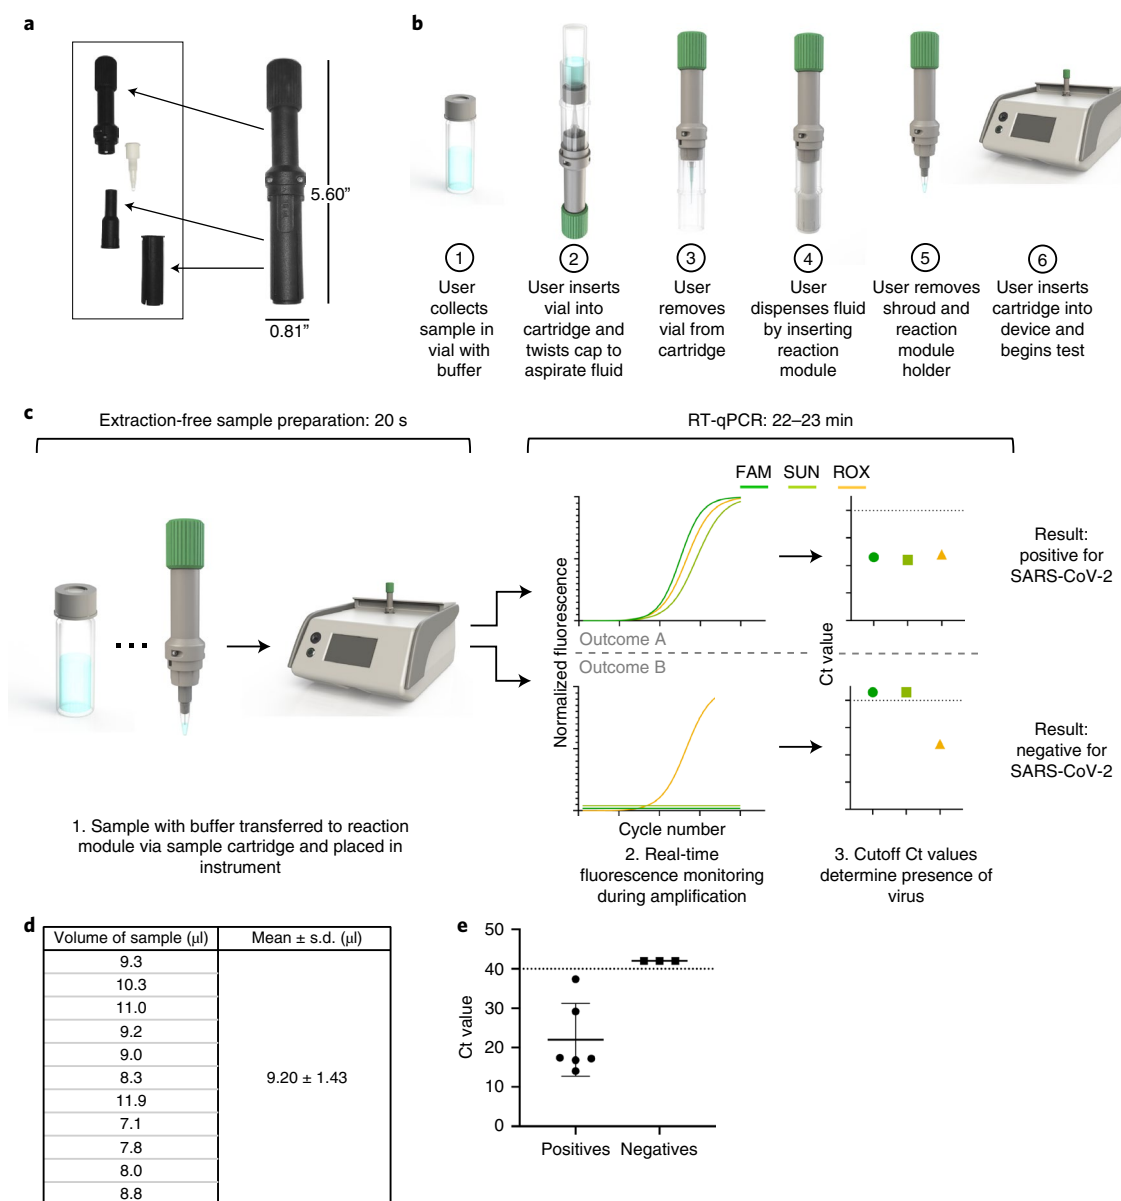 a
5.60”
0.81”
b
1
User
collects
sample in
vial with
buffer
2
User inserts
vial into
cartridge and
twists cap to
aspirate fluid
3
User
removes
vial from
cartridge
4
User
dispenses fluid
by inserting
reaction
module
5
User removes
shroud and
reaction
module
holder
6
User inserts
cartridge into
device and
begins test
c
Extraction-free sample preparation: 20 s
RT-qPCR: 22–23 min
FAM SUN ROX
Normalized fluorescence
Outcome A
Outcome B
Cycle number
Ct value
Result:
positive for
SARS-CoV-2
Result:
negative for
SARS-CoV-2
1. Sample with buffer transferred to reaction
module via sample cartridge and placed in
instrument
2. Real-time
fluorescence monitoring
during amplification
3. Cutoff Ct values
determine presence of
virus
d
Volume of sample (µl) Mean ± s.d. (µl)
9.3
10.3
11.0
9.2
9.0
8.3
11.9
7.1
7.8
8.0
8.8
9.20 ± 1.43
e
Ct value
50
40
30
20
10
0
Positives Negatives